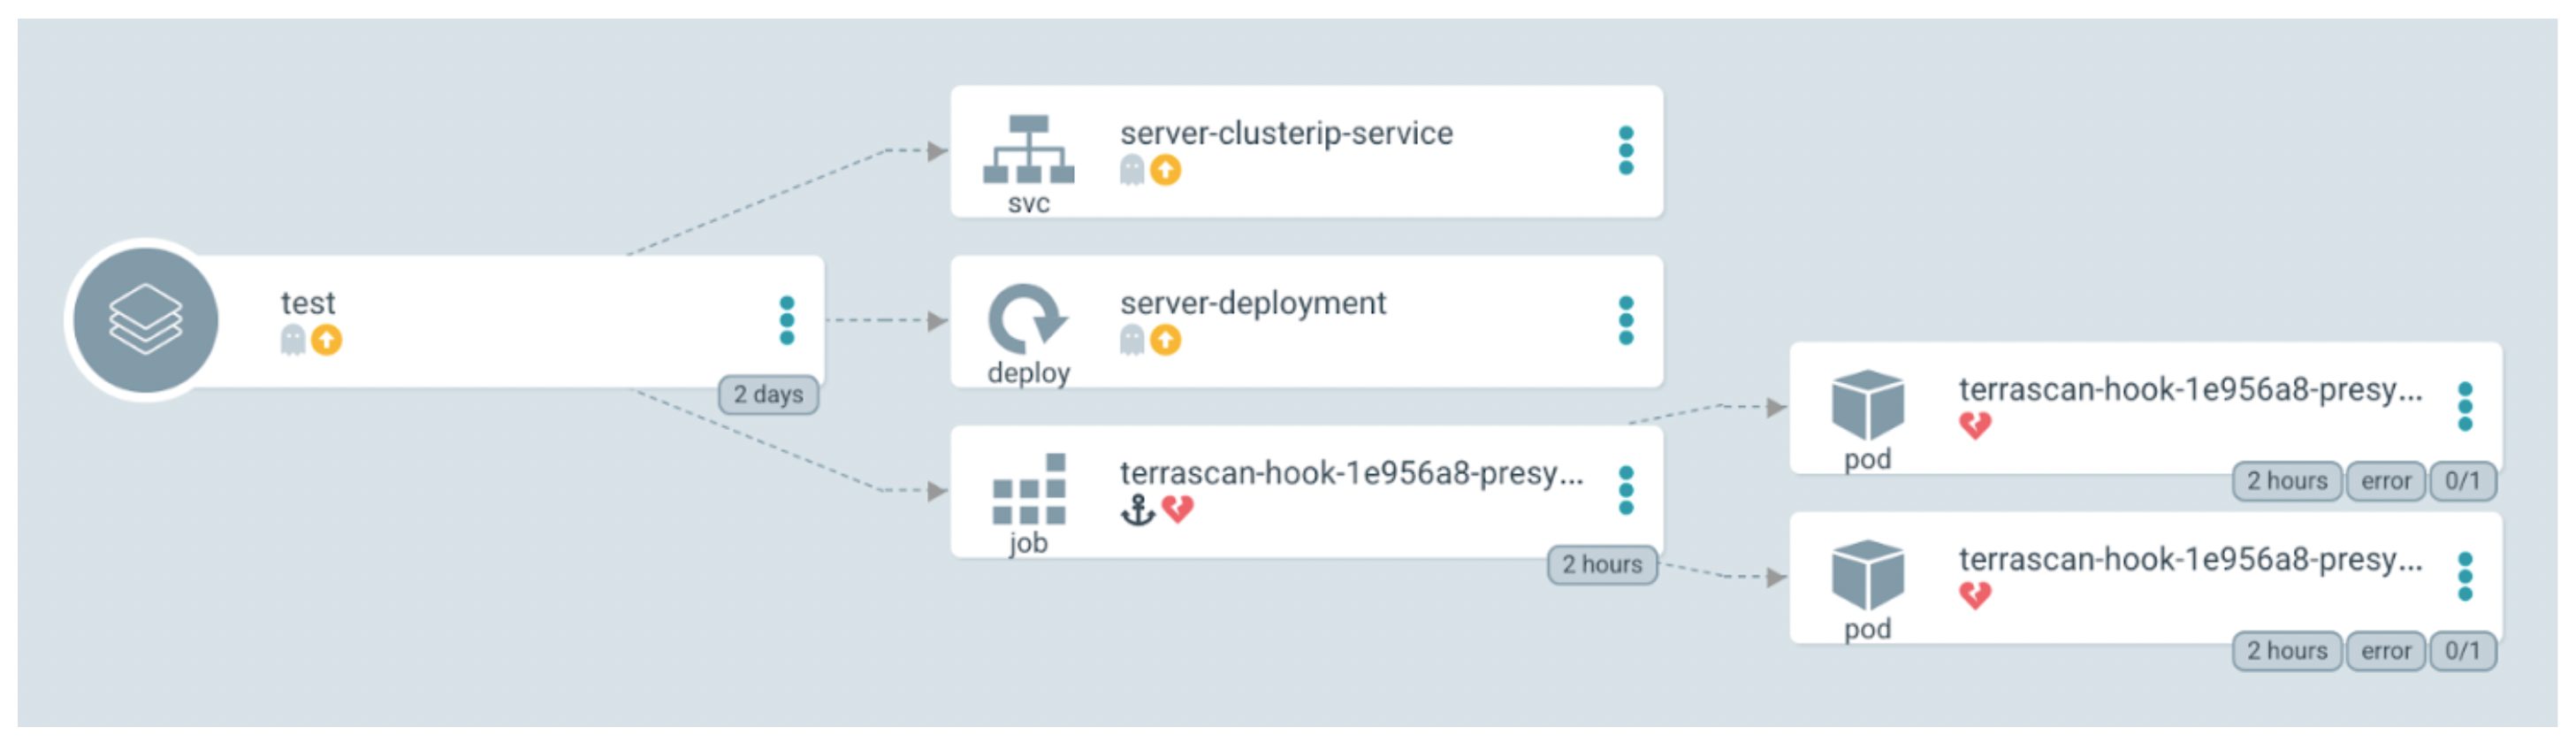 test
2 days
server-clusterip-service
svc
server-deployment
deploy
terrascan-hook-1e956a8-presy...
job
2 hours
terrascan-hook-1e956a8-presy...
pod
2 hours error 0/1
terrascan-hook-1e956a8-presy...
pod
2 hours error 0/1